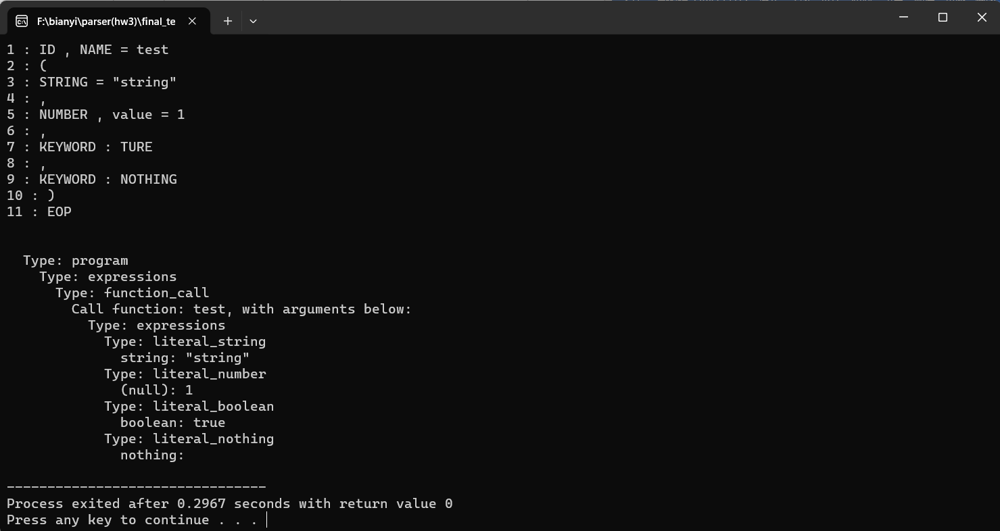 F:\bianyi\parser(hw3)\final_te
1 : ID , NAME = test
2 : (
3 : STRING = "string"
4 : ,
5 : NUMBER , value = 1
6 : ,
7 : KEYWORD : TURE
8 : ,
9 : KEYWORD : NOTHING
10 : )
11 : EOP
Type: program
Type: expressions
Type: function_call
Call function: test, with arguments below:
Type: expressions
Type: literal_string
string: "string"
Type: literal_number
(null): 1
Type: literal_boolean
boolean: true
Type: literal_nothing
nothing:
--------------------------------
Process exited after 0.2967 seconds with return value 0
Press any key to continue . . .